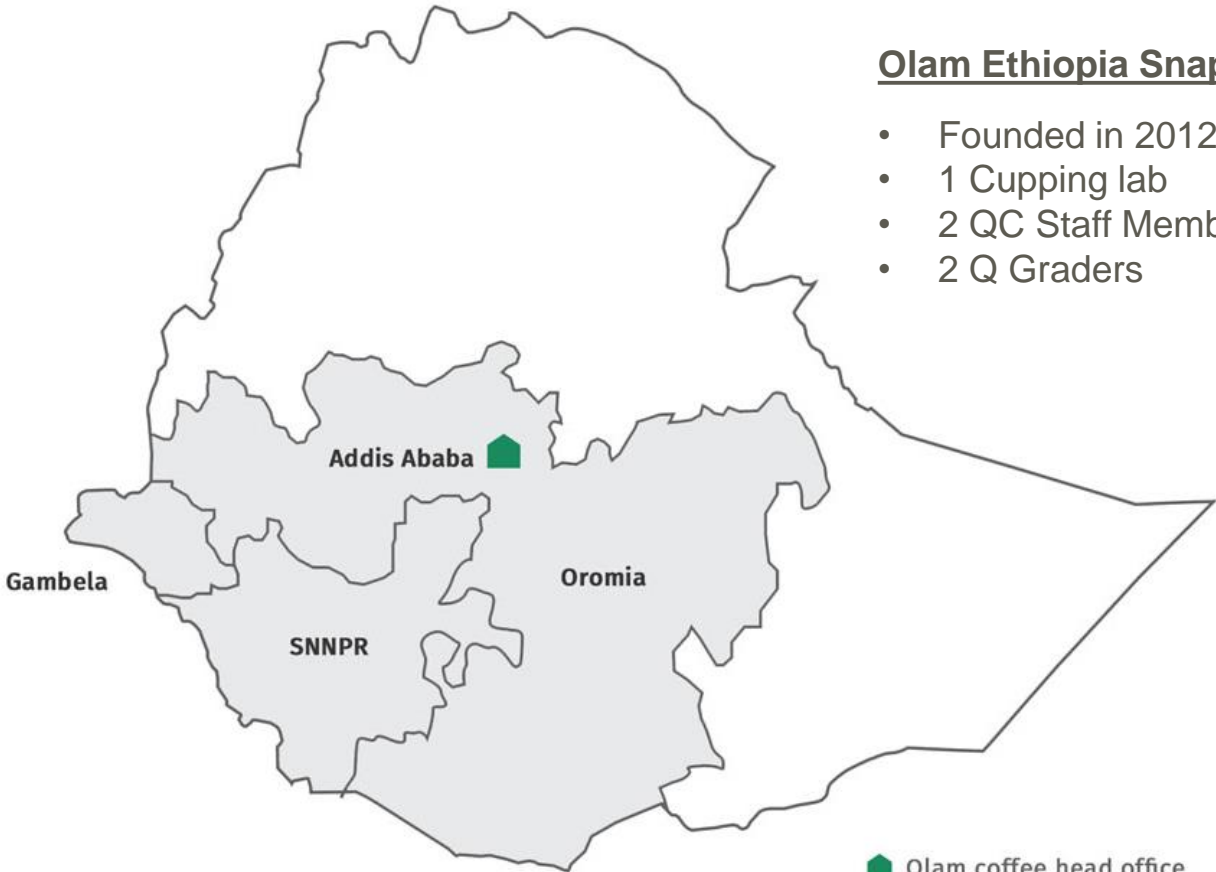 Olam Ethiopia Snap
• Founded in 2012
• 1 Cupping lab
• 2 QC Staff Memb
• 2 Q Graders
Addis Ababa
Gambela
Oromia
SNNPR
Olam coffee head office